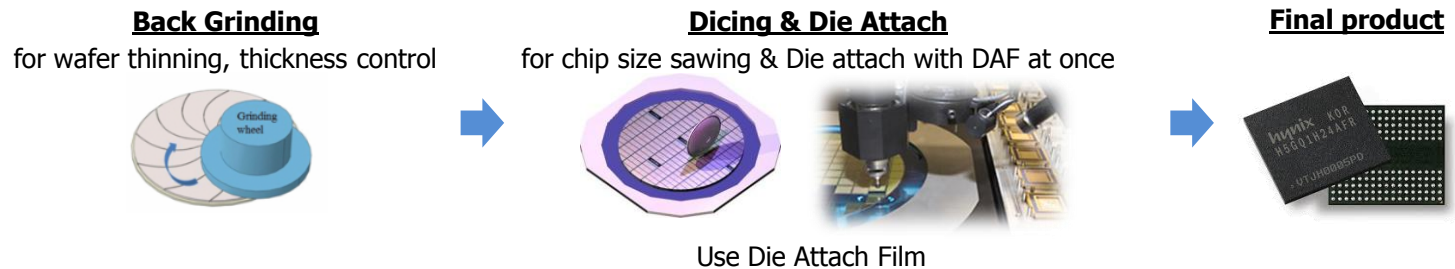 Back Grinding
for wafer thinning, thickness control
Grinding
wheel
Dicing & Die Attach
for chip size sawing & Die attach with DAF at once
Use Die Attach Film
Final product
hynix KOR
H5GQ1H24AFR
VTJH0005PD